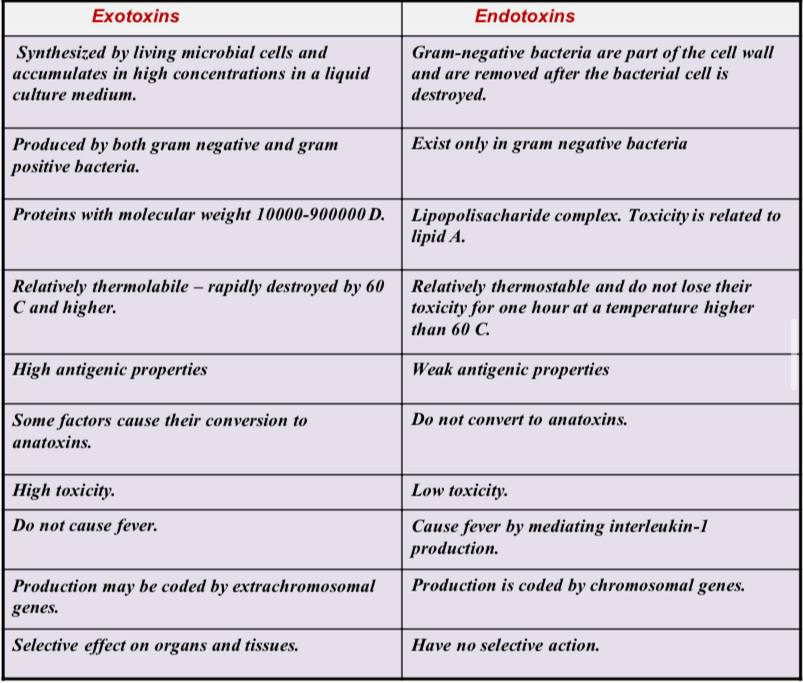 Exotoxins
Endotoxins
Synthesized by living microbial cells and
accumulates in high concentrations in a liquid
culture medium.
Gram-negative bacteria are part of the cell wall
and are removed after the bacterial cell is
destroyed.
Produced by both gram negative and gram
positive bacteria.
Exist only in gram negative bacteria
Proteins with molecular weight 10000-900000 D.
Lipopolisacharide complex. Toxicity is related to
lipid A.
Relatively thermolabile – rapidly destroyed by 60
C and higher.
Relatively thermostable and do not lose their
toxicity for one hour at a temperature higher
than 60 C.
High antigenic properties
Weak antigenic properties
Some factors cause their conversion to
anatoxins.
Do not convert to anatoxins.
High toxicity.
Low toxicity.
Do not cause fever.
Cause fever by mediating interleukin-1
production.
Production may be coded by extrachromosomal
genes.
Production is coded by chromosomal genes.
Selective effect on organs and tissues.
Have no selective action.